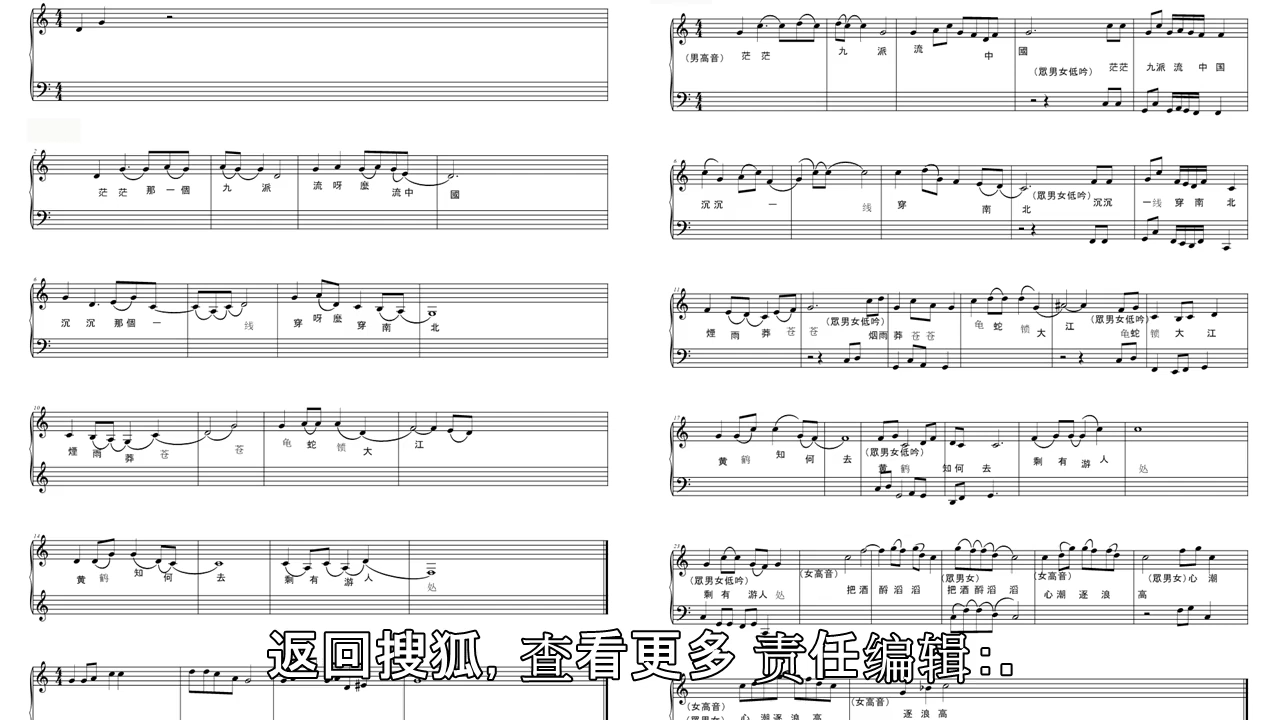 茫 茫 那 一 個 九 派 流 呀 麼 流 中 國
沉 沉 那 個 一 线 穿 呀 麼 穿 南 北
煙 雨 莽 苍 苍 龟 蛇 锁 大 江
黄 鹤 知 何 去 剩 有 游 人 处
(男高音) 茫 茫 九 派 流 中 國
(眾男女低吟) 茫茫 九派 流 中 国
沉 沉 一 线 穿 南 北 (眾男女低吟) 沉沉 一线 穿 南 北
煙 雨 莽 苍 苍 (眾男女低吟) 烟雨 莽 苍 苍 龟 蛇 锁 大 江 (眾男女低吟) 龟蛇 锁 大 江
黄 鹤 知 何 去 (眾男女低吟) 黄 鹤 知 何 去 剩 有 游 人 处
(眾男女低吟) 剩 有 游人 处 (女高音) 把 酒 酹 滔 滔 (眾男女) 把 酒 酹 滔 滔 (女高音) 心 潮 逐 浪 高 (眾男女) 心 潮
返回搜狐, 查看更多 责任编辑:.
(眾男女低吟) 心 潮 逐 浪 高 (女高音) (女高音) 逐 浪 高